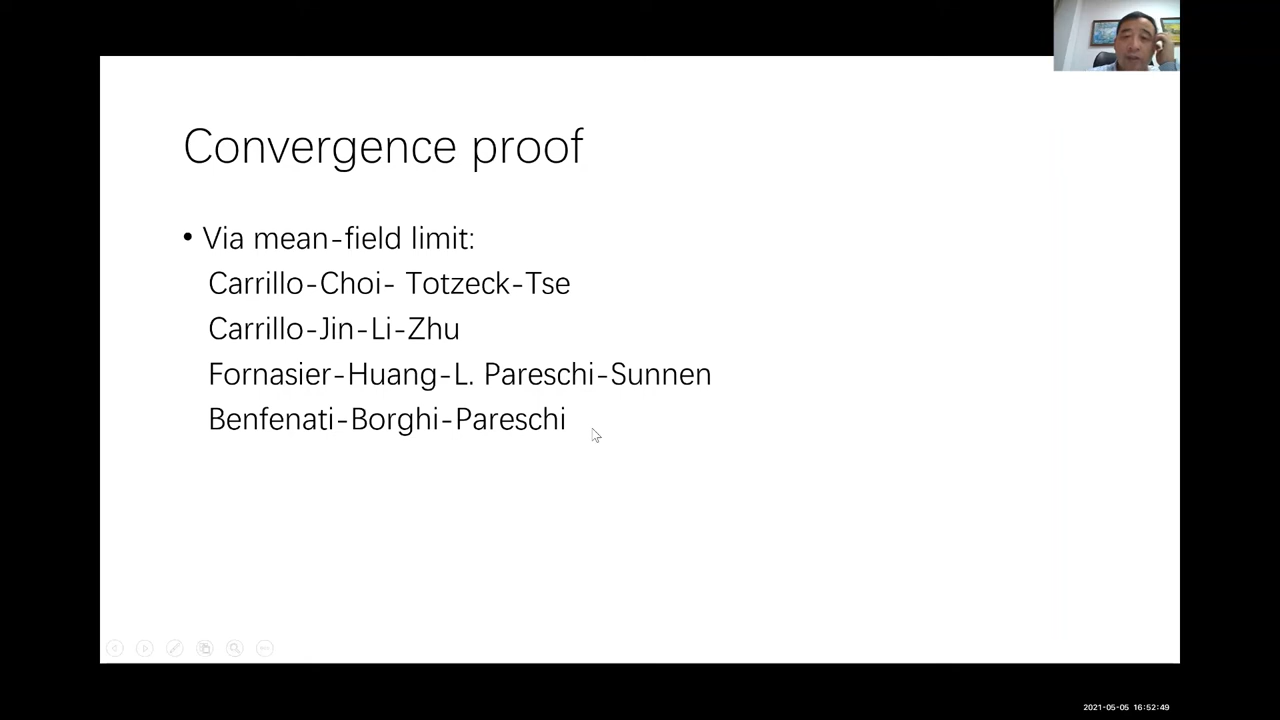 Convergence proof
• Via mean-field limit:
Carrillo-Choi- Totzeck-Tse
Carrillo-Jin-Li-Zhu
Fornasier-Huang-L. Pareschi-Sunnen
Benfenati-Borghi-Pareschi
2021-05-05 16:52:49